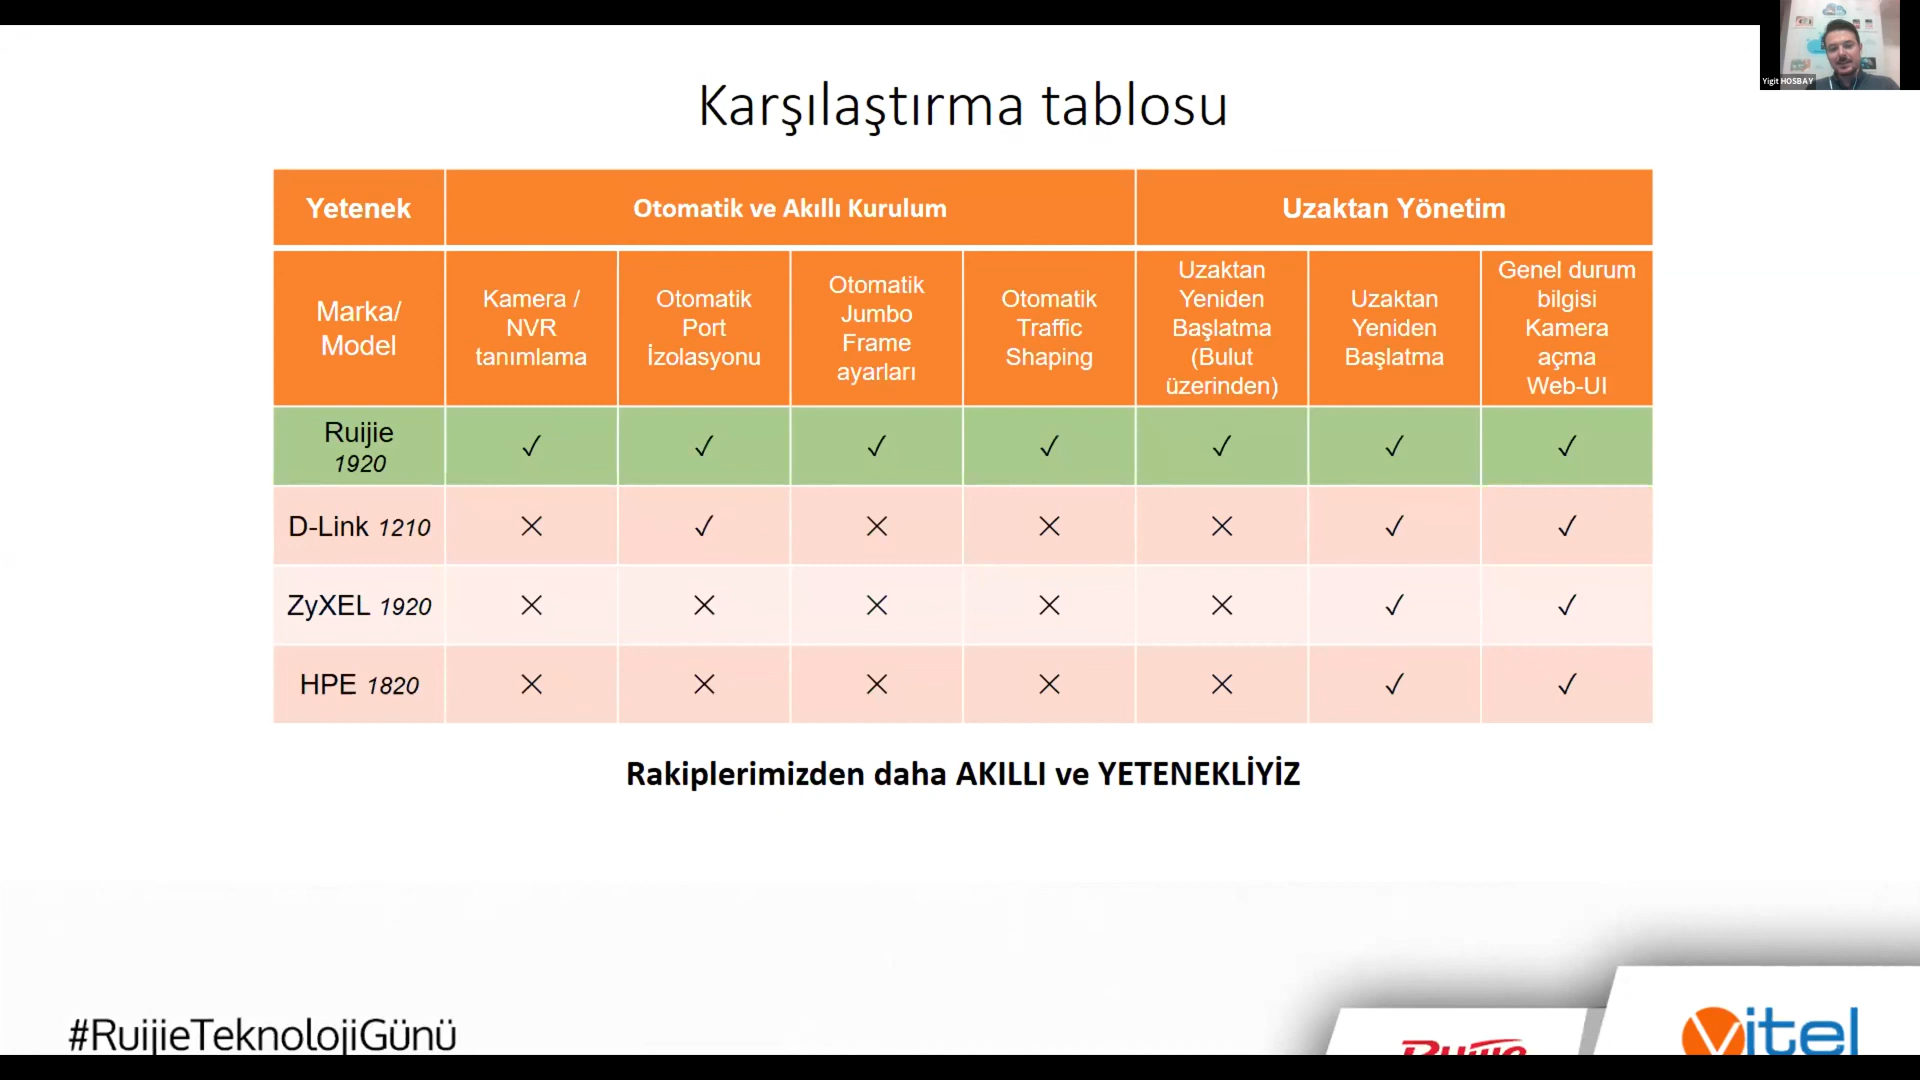 Yigit HOSBAY
Karşılaştırma tablosu
Yetenek
Otomatik ve Akıllı Kurulum
Uzaktan Yönetim
Marka/
Model
Kamera /
NVR
tanımlama
Otomatik
Port
İzolasyonu
Otomatik
Jumbo
Frame
ayarları
Otomatik
Traffic
Shaping
Uzaktan
Yeniden
Başlatma
(Bulut
üzerinden)
Uzaktan
Yeniden
Başlatma
Genel durum
bilgisi
Kamera
açma
Web-UI
Ruijie
1920
✓ ✓ ✓ ✓ ✓ ✓ ✓
D-Link 1210 × ✓ × × × ✓ ✓
ZyXEL 1920 × × × × × ✓ ✓
HPE 1820 × × × × × ✓ ✓
Rakiplerimizden daha AKILLI ve YETENEKLİYİZ
#RuijieTeknolojiGünü
Ruijie
vitel